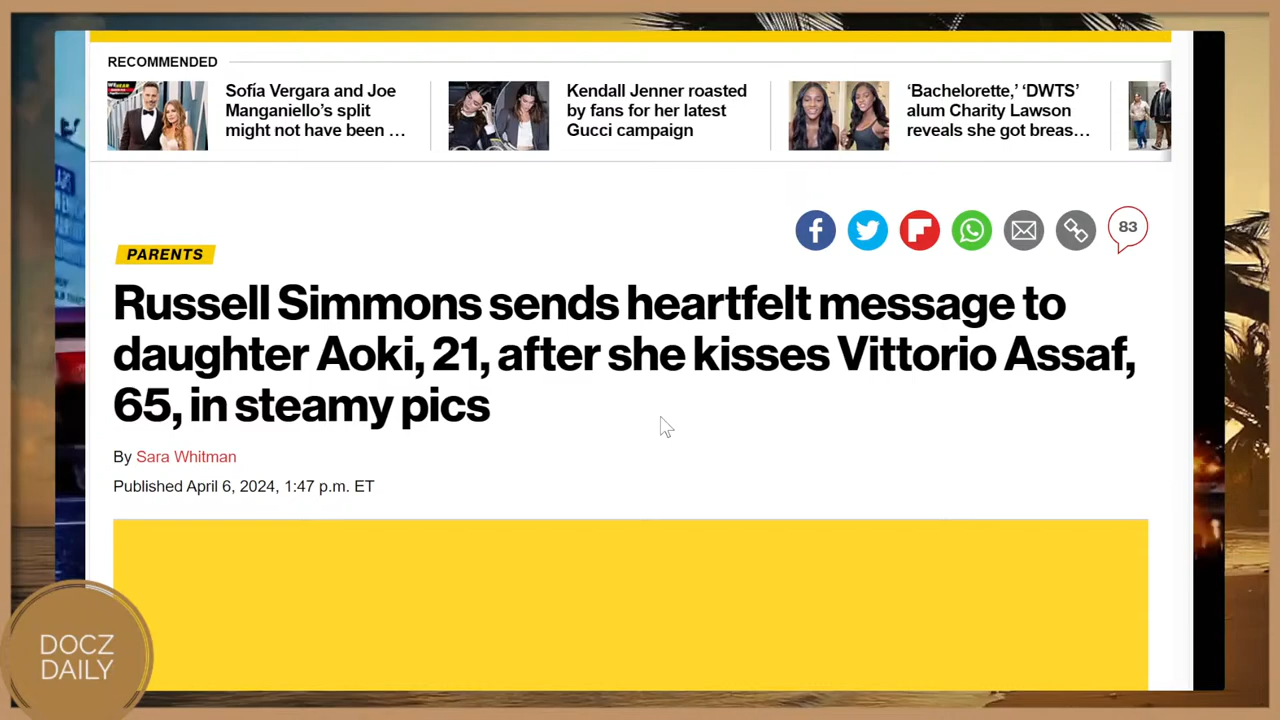 RECOMMENDED
Sofía Vergara and Joe
Manganiello’s split
might not have been ...
Kendall Jenner roasted
by fans for her latest
Gucci campaign
‘Bachelorette,’ ‘DWTS’
alum Charity Lawson
reveals she got breas...
83
PARENTS
Russell Simmons sends heartfelt message to
daughter Aoki, 21, after she kisses Vittorio Assaf,
65, in steamy pics
By Sara Whitman
Published April 6, 2024, 1:47 p.m. ET
DOCZ
DAILY